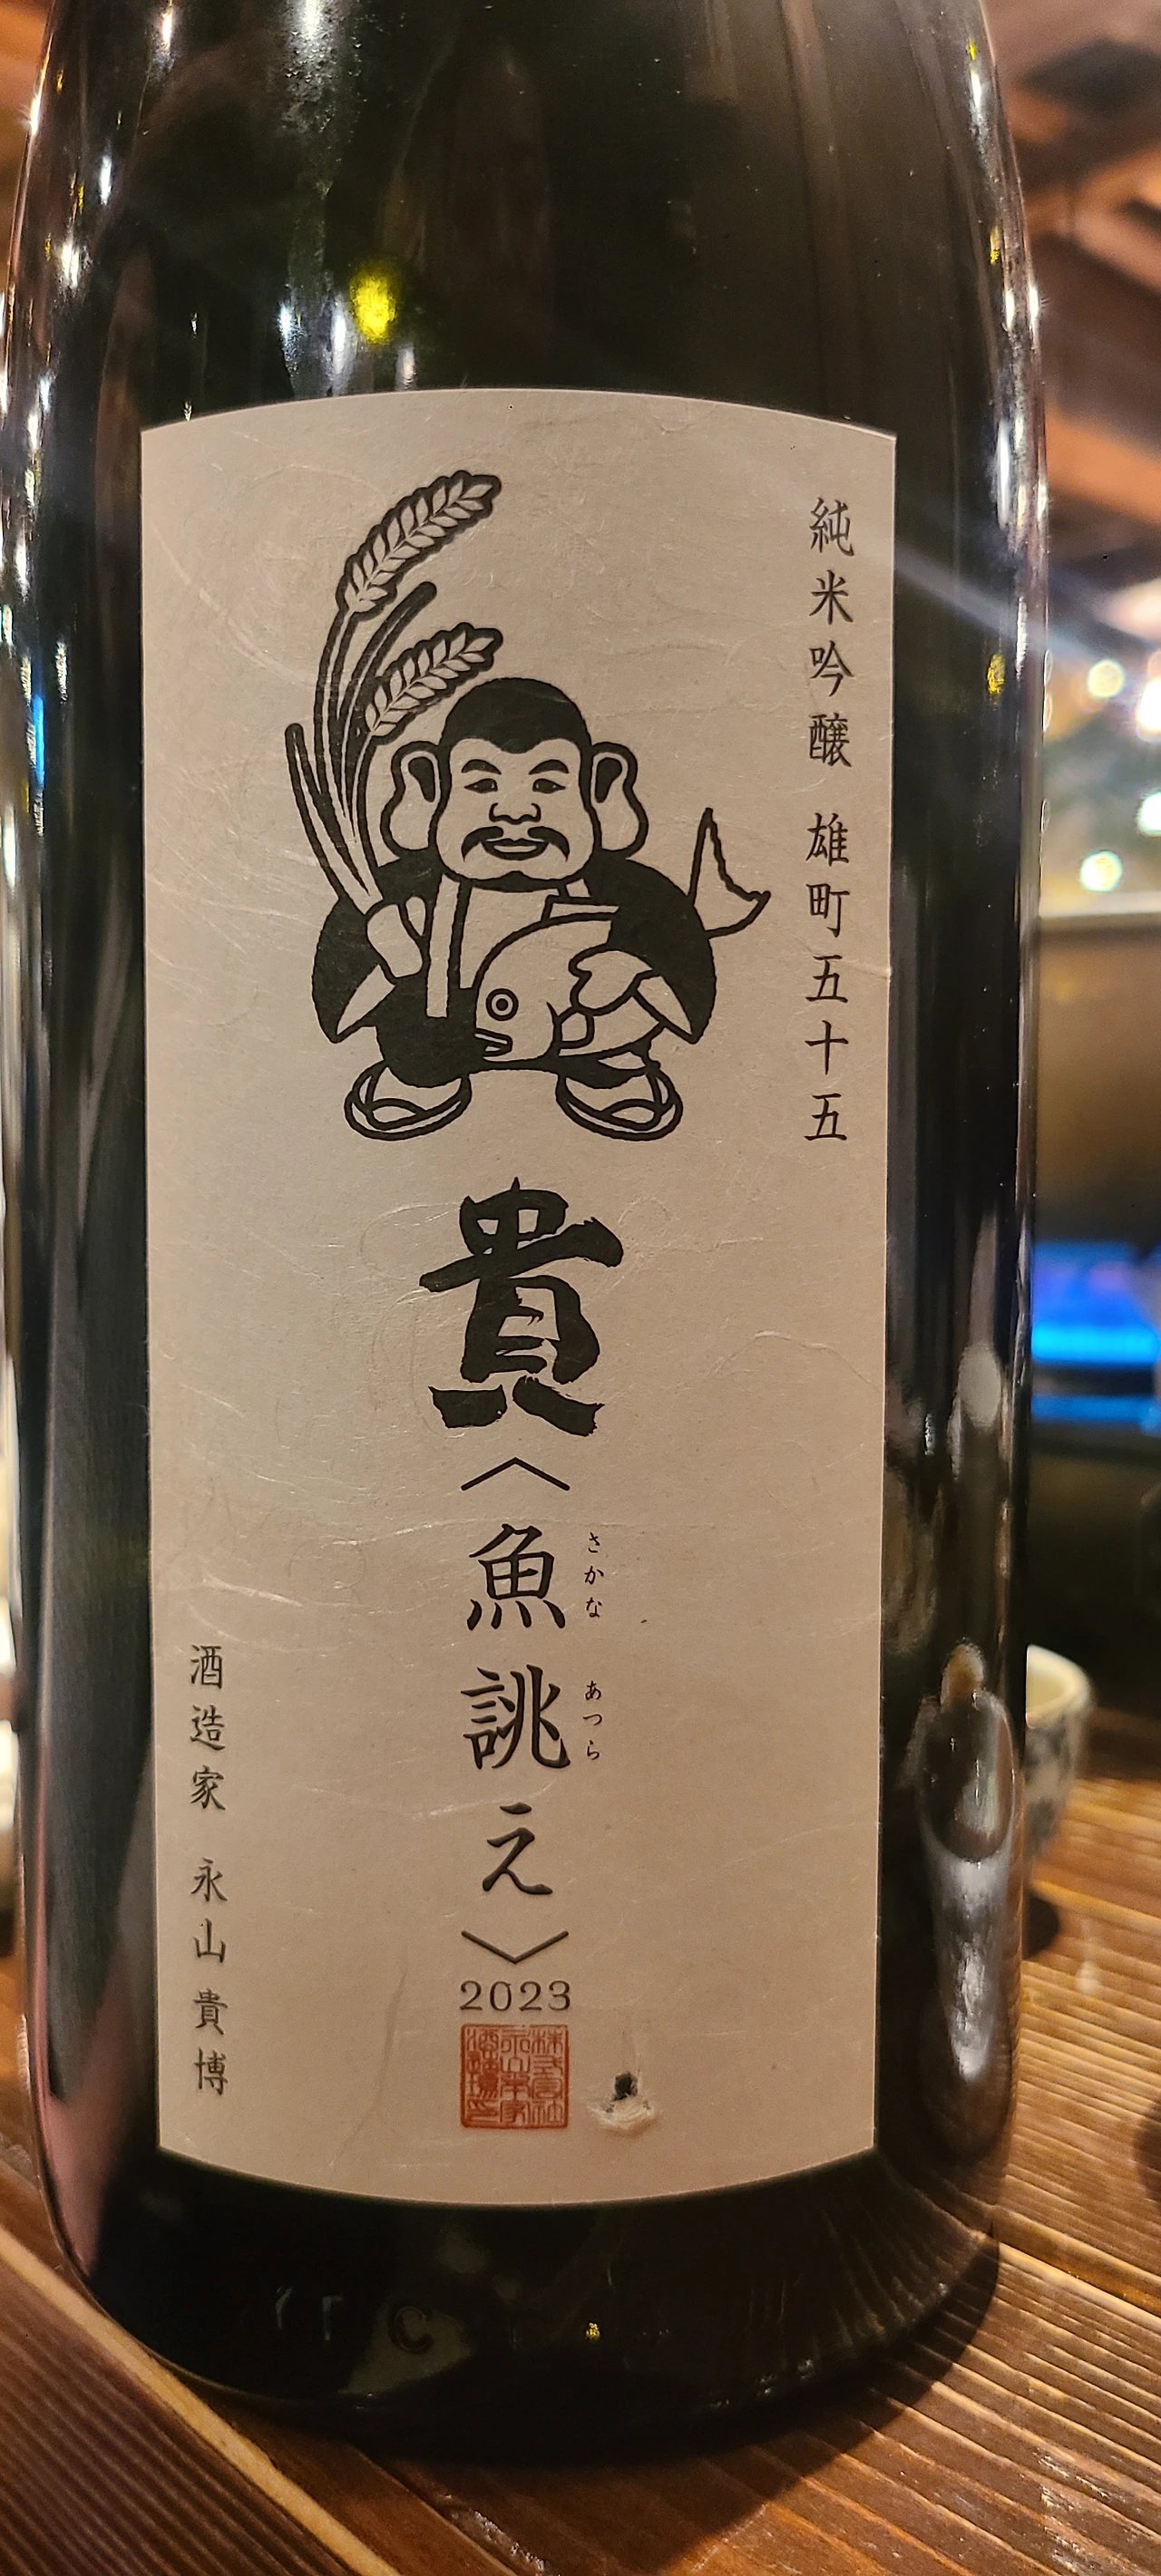 純米吟醸 雄町五十五
貴
〈魚誂え〉
さかな あつら
2023
酒造家 永山貴博